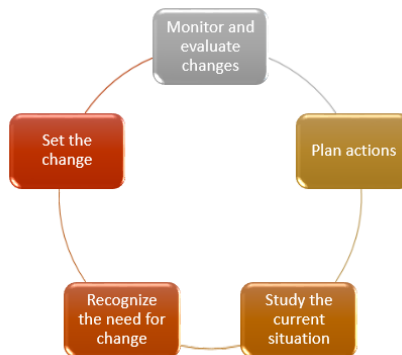 Monitor and
evaluate
changes
Set the
change
Plan actions
Recognize
the need for
change
Study the
current
situation